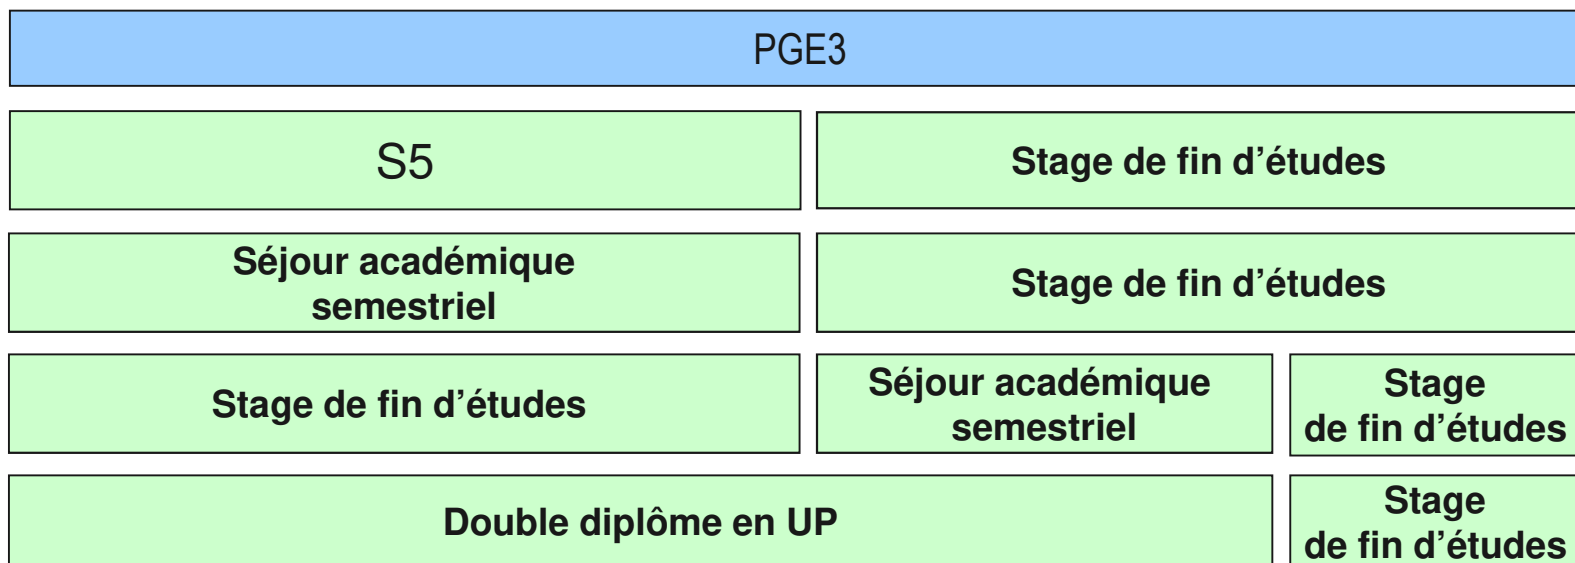 PGE3
S5
Stage de fin d’études
Séjour académique
semestriel
Stage de fin d’études
Stage de fin d’études
Séjour académique
semestriel
Stage
de fin d’études
Double diplôme en UP
Stage
de fin d’études